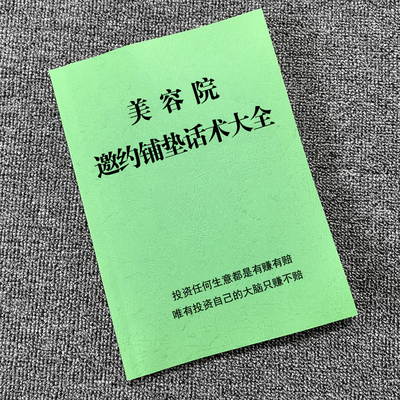 美容院
邀约铺垫话术大全
投资任何生意都是有赚有赔
唯有投资自己的大脑只赚不赔